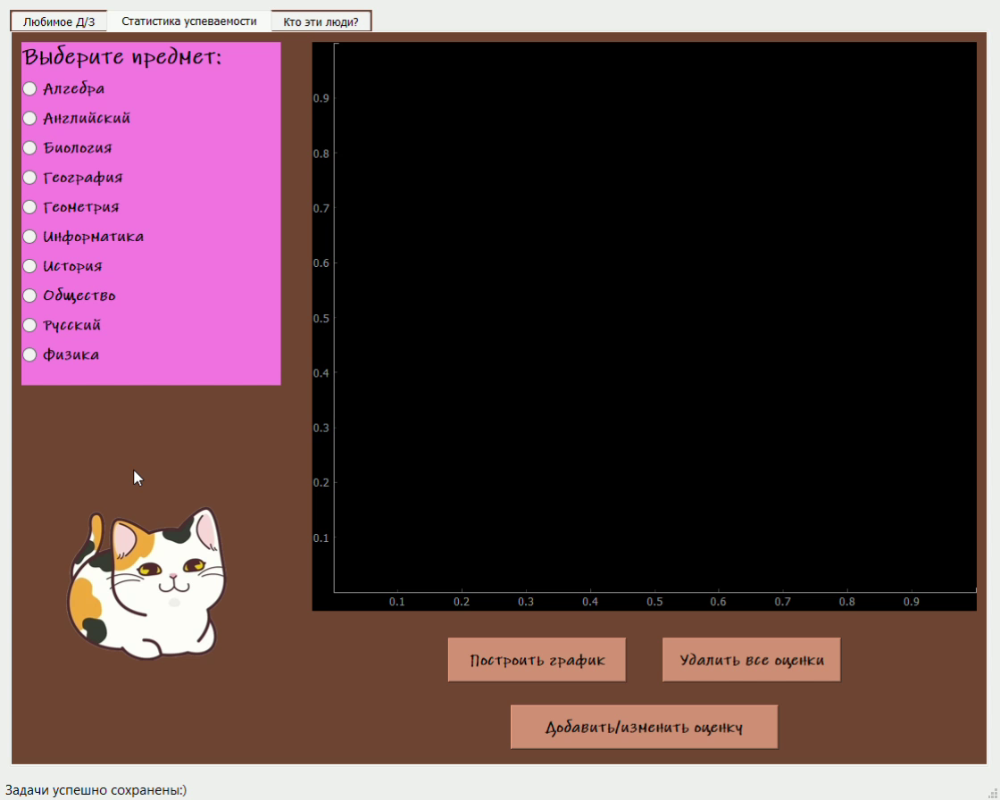 Любимое Д/З
Статистика успеваемости
Кто эти люди?
Выберите предмет:
Алгебра
Английский
Биология
География
Геометрия
Информатика
История
Общество
Русский
Физика
0.9
0.8
0.7
0.6
0.5
0.4
0.3
0.2
0.1
0.1 0.2 0.3 0.4 0.5 0.6 0.7 0.8 0.9
Построить график
Удалить все оценки
Добавить/изменить оценку
Задачи успешно сохранены:)